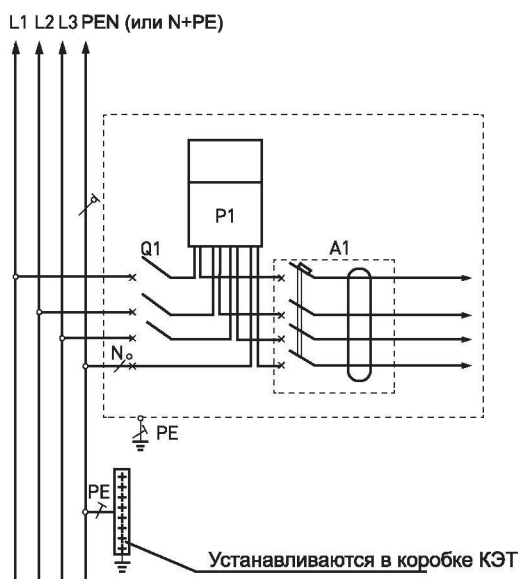 L1 L2 L3 PEN (или N+PE)
P1
Q1
A1
N
PE
PE
Устанавливаются в коробке КЭТ